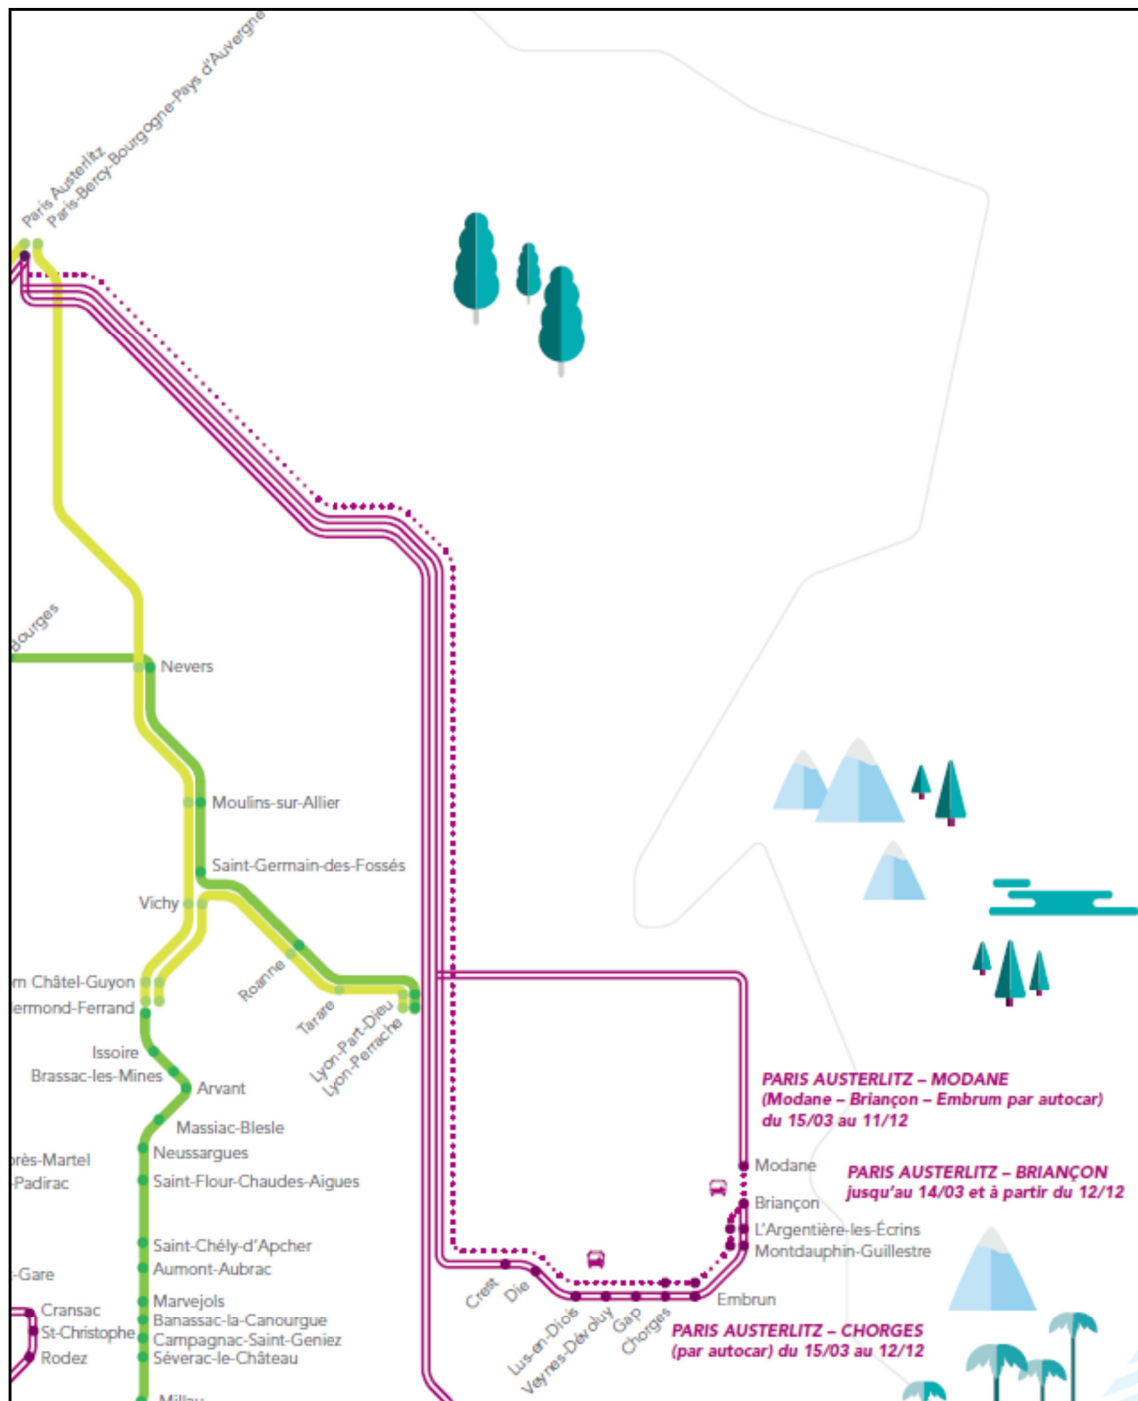 Paris Austerlitz
Paris-Bercy-Bourgogne-Pays d'Auvergne
Bourges
Nevers
Moulins-sur-Allier
Saint-Germain-des-Fossés
Vichy
Roanne
Tarare
Lyon-Part-Dieu
Lyon-Perrache
m Châtel-Guyon
lermond-Ferrand
Issoire
Brassac-les-Mines
Arvant
Massiac-Blesle
Neussargues
Saint-Flour-Chaudes-Aigues
près-Martel
-Padirac
Saint-Chély-d'Apcher
Aumont-Aubrac
-Gare
Marvejols
Banassac-la-Canourgue
Campagnac-Saint-Geniez
Séverac-le-Château
Cransac
St-Christophe
Rodez
Millau
PARIS AUSTERLITZ – MODANE
(Modane – Briançon – Embrum par autocar)
du 15/03 au 11/12
Modane
PARIS AUSTERLITZ – BRIANÇON
jusqu'au 14/03 et à partir du 12/12
Briançon
L'Argentière-les-Écrins
Montdauphin-Guillestre
Embrun
Crest
Die
Lus-en-Diois
Veynes-Dévoluy
Gap
Chorges
PARIS AUSTERLITZ – CHORGES
(par autocar) du 15/03 au 12/12